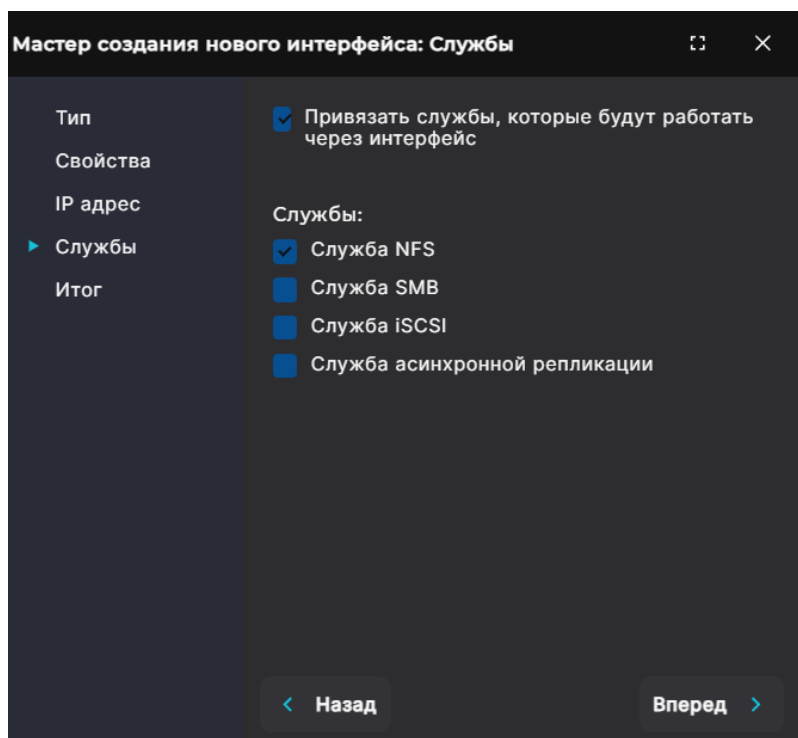 Мастер создания нового интерфейса: Службы
Тип
Свойства
IP адрес
Службы
Итог
Привязать службы, которые будут работать
через интерфейс
Службы:
Служба NFS
Служба SMB
Служба iSCSI
Служба асинхронной репликации
Назад
Вперед